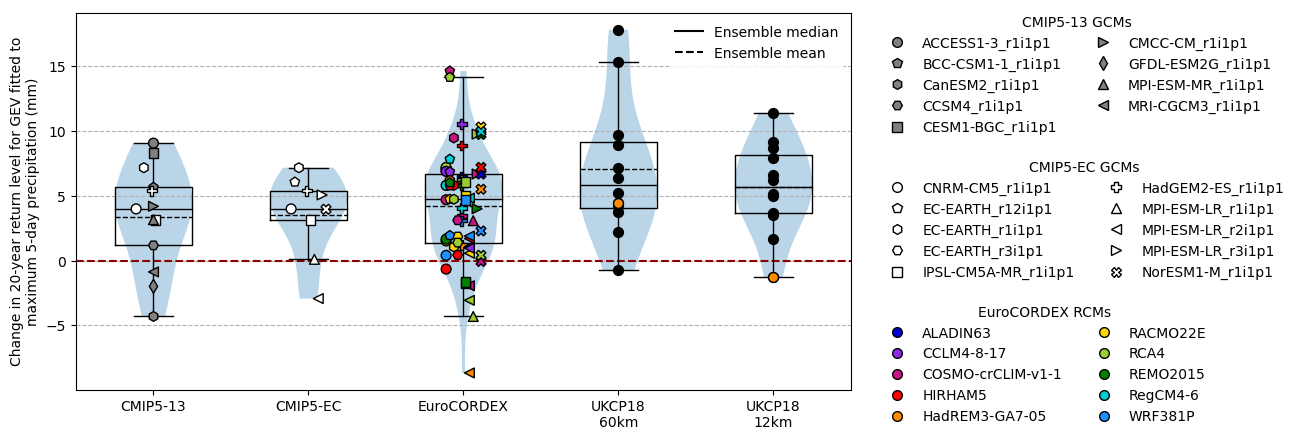 Change in 20-year return level for GEV fitted to
maximum 5-day precipitation (mm)
15
10
5
0
−5
Ensemble median
Ensemble mean
CMIP5-13
CMIP5-EC
EuroCORDEX
UKCP18
60km
UKCP18
12km
CMIP5-13 GCMs
ACCESS1-3_r1i1p1
BCC-CSM1-1_r1i1p1
CanESM2_r1i1p1
CCSM4_r1i1p1
CESM1-BGC_r1i1p1
CMCC-CM_r1i1p1
GFDL-ESM2G_r1i1p1
MPI-ESM-MR_r1i1p1
MRI-CGCM3_r1i1p1
CMIP5-EC GCMs
CNRM-CM5_r1i1p1
EC-EARTH_r12i1p1
EC-EARTH_r1i1p1
EC-EARTH_r3i1p1
IPSL-CM5A-MR_r1i1p1
HadGEM2-ES_r1i1p1
MPI-ESM-LR_r1i1p1
MPI-ESM-LR_r2i1p1
MPI-ESM-LR_r3i1p1
NorESM1-M_r1i1p1
EuroCORDEX RCMs
ALADIN63
CCLM4-8-17
COSMO-crCLIM-v1-1
HIRHAM5
HadREM3-GA7-05
RACMO22E
RCA4
REMO2015
RegCM4-6
WRF381P